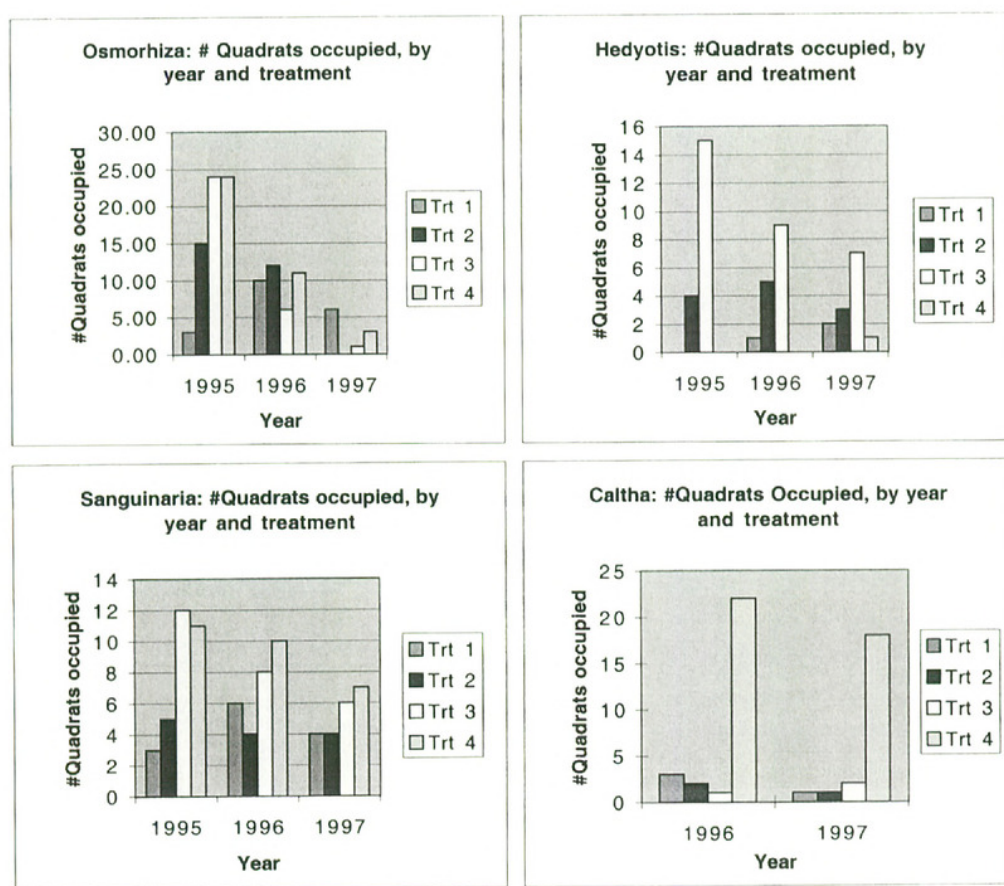 Osmorhiza: # Quadrats occupied, by
year and treatment
#Quadrats occupied
30.00
25.00
20.00
15.00
10.00
5.00
0.00
1995 1996 1997
Year
Trt 1
Trt 2
Trt 3
Trt 4
Hedyotis: #Quadrats occupied, by
year and treatment
#Quadrats occupied
16
14
12
10
8
6
4
2
0
1995 1996 1997
Year
Trt 1
Trt 2
Trt 3
Trt 4
Sanguinaria: #Quadrats occupied, by
year and treatment
#Quadrats occupied
14
12
10
8
6
4
2
0
1995 1996 1997
Year
Trt 1
Trt 2
Trt 3
Trt 4
Caltha: #Quadrats Occupied, by year
and treatment
#Quadrats occupied
25
20
15
10
5
0
1996 1997
Year
Trt 1
Trt 2
Trt 3
Trt 4